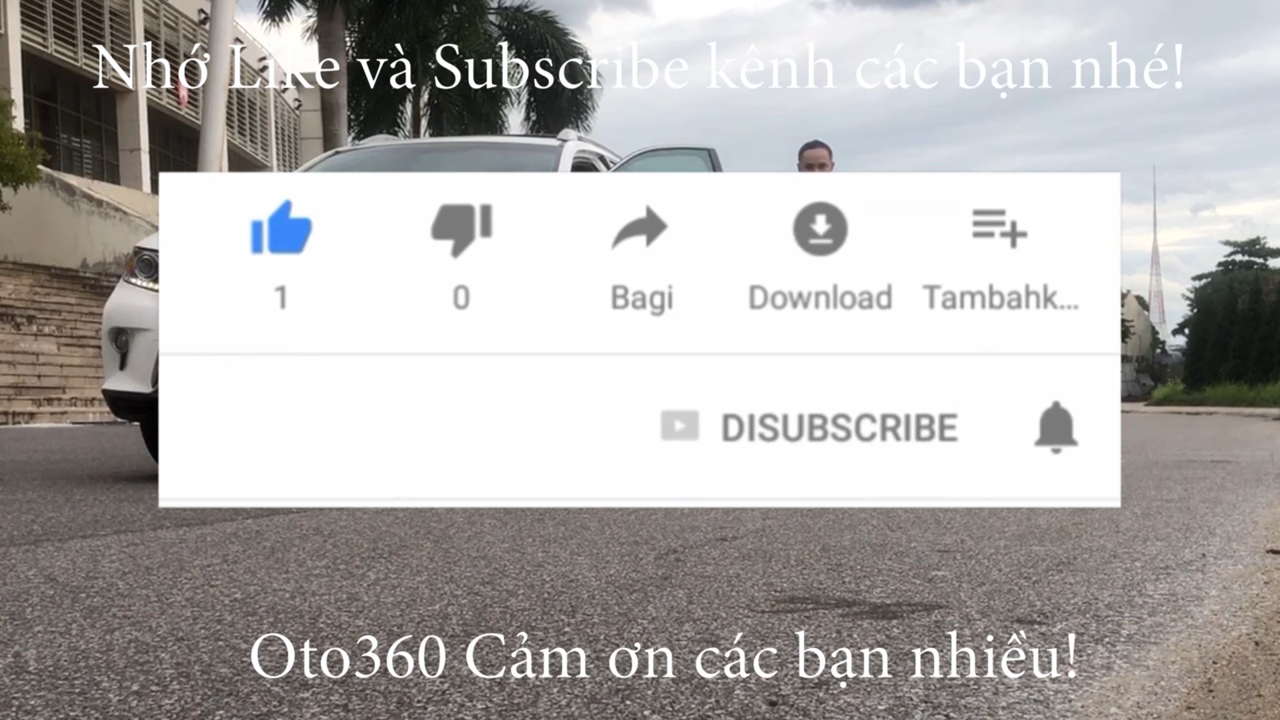 Nhớ Like và Subscribe kênh các bạn nhé!
1 0 Bagi Download Tambahk...
DISUBSCRIBE
Oto360 Cảm ơn các bạn nhiều!